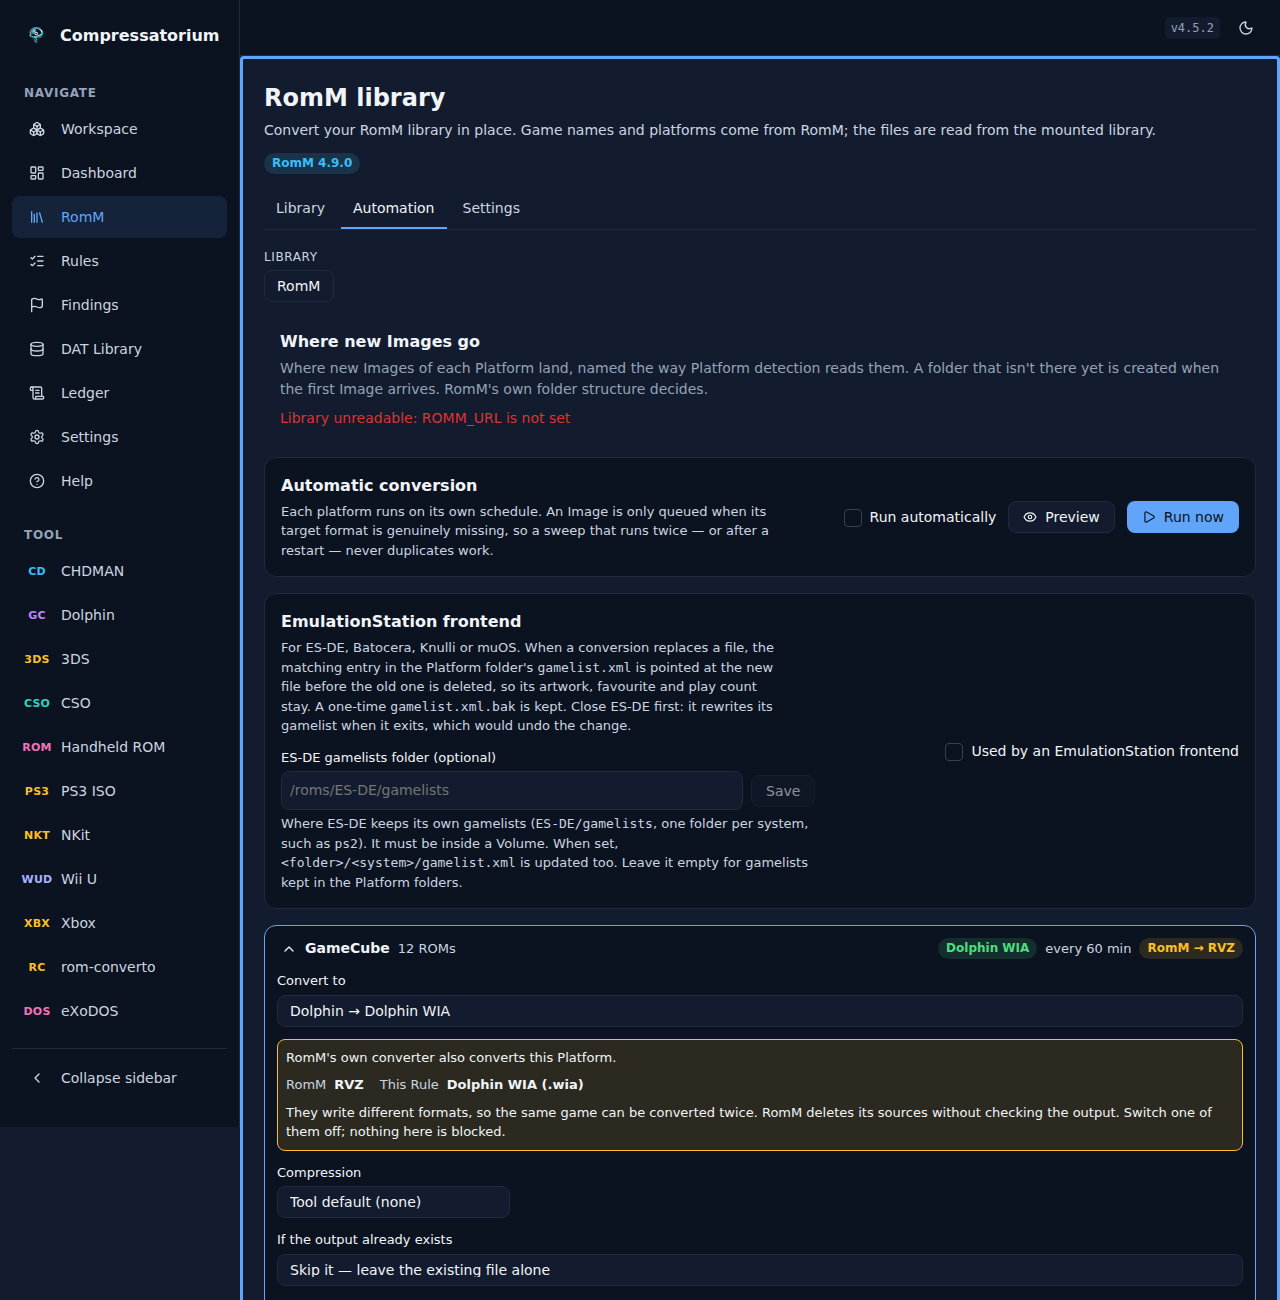 Compressatorium
v4.5.2
NAVIGATE
Workspace
Dashboard
RomM
Rules
Findings
DAT Library
Ledger
Settings
Help
TOOL
CD CHDMAN
GC Dolphin
3DS 3DS
CSO CSO
ROM Handheld ROM
PS3 PS3 ISO
NKT NKit
WUD Wii U
XBX Xbox
RC rom-converto
DOS eXoDOS
Collapse sidebar
RomM library
Convert your RomM library in place. Game names and platforms come from RomM; the files are read from the mounted library.
RomM 4.9.0
Library Automation Settings
LIBRARY
RomM
Where new Images go
Where new Images of each Platform land, named the way Platform detection reads them. A folder that isn't there yet is created when
the first Image arrives. RomM's own folder structure decides.
Library unreadable: ROMM_URL is not set
Automatic conversion
Each platform runs on its own schedule. An Image is only queued when its
target format is genuinely missing, so a sweep that runs twice — or after a
restart — never duplicates work.
Run automatically Preview Run now
EmulationStation frontend
For ES-DE, Batocera, Knulli or muOS. When a conversion replaces a file, the
matching entry in the Platform folder's gamelist.xml is pointed at the new
file before the old one is deleted, so its artwork, favourite and play count
stay. A one-time gamelist.xml.bak is kept. Close ES-DE first: it rewrites its
gamelist when it exits, which would undo the change.
ES-DE gamelists folder (optional)
/roms/ES-DE/gamelists Save
Where ES-DE keeps its own gamelists (ES-DE/gamelists, one folder per system,
such as ps2). It must be inside a Volume. When set,
<folder>/<system>/gamelist.xml is updated too. Leave it empty for gamelists
kept in the Platform folders.
Used by an EmulationStation frontend
GameCube 12 ROMs Dolphin WIA every 60 min RomM → RVZ
Convert to
Dolphin → Dolphin WIA
RomM's own converter also converts this Platform.
RomM RVZ This Rule Dolphin WIA (.wia)
They write different formats, so the same game can be converted twice. RomM deletes its sources without checking the output. Switch one of
them off; nothing here is blocked.
Compression
Tool default (none)
If the output already exists
Skip it — leave the existing file alone